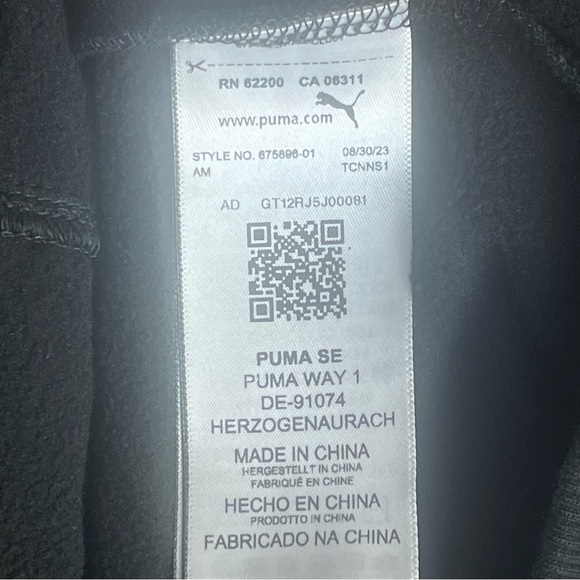 RN 62200 CA 06311
www.puma.com
STYLE NO. 675896-01 08/30/23
AM TCNNS1
AD GT12RJ5J00081
PUMA SE
PUMA WAY 1
DE-91074
HERZOGENAURACH
MADE IN CHINA
HERGESTELLT IN CHINA
FABRIQUÉ EN CHINE
HECHO EN CHINA
PRODOTTO IN CHINA
FABRICADO NA CHINA